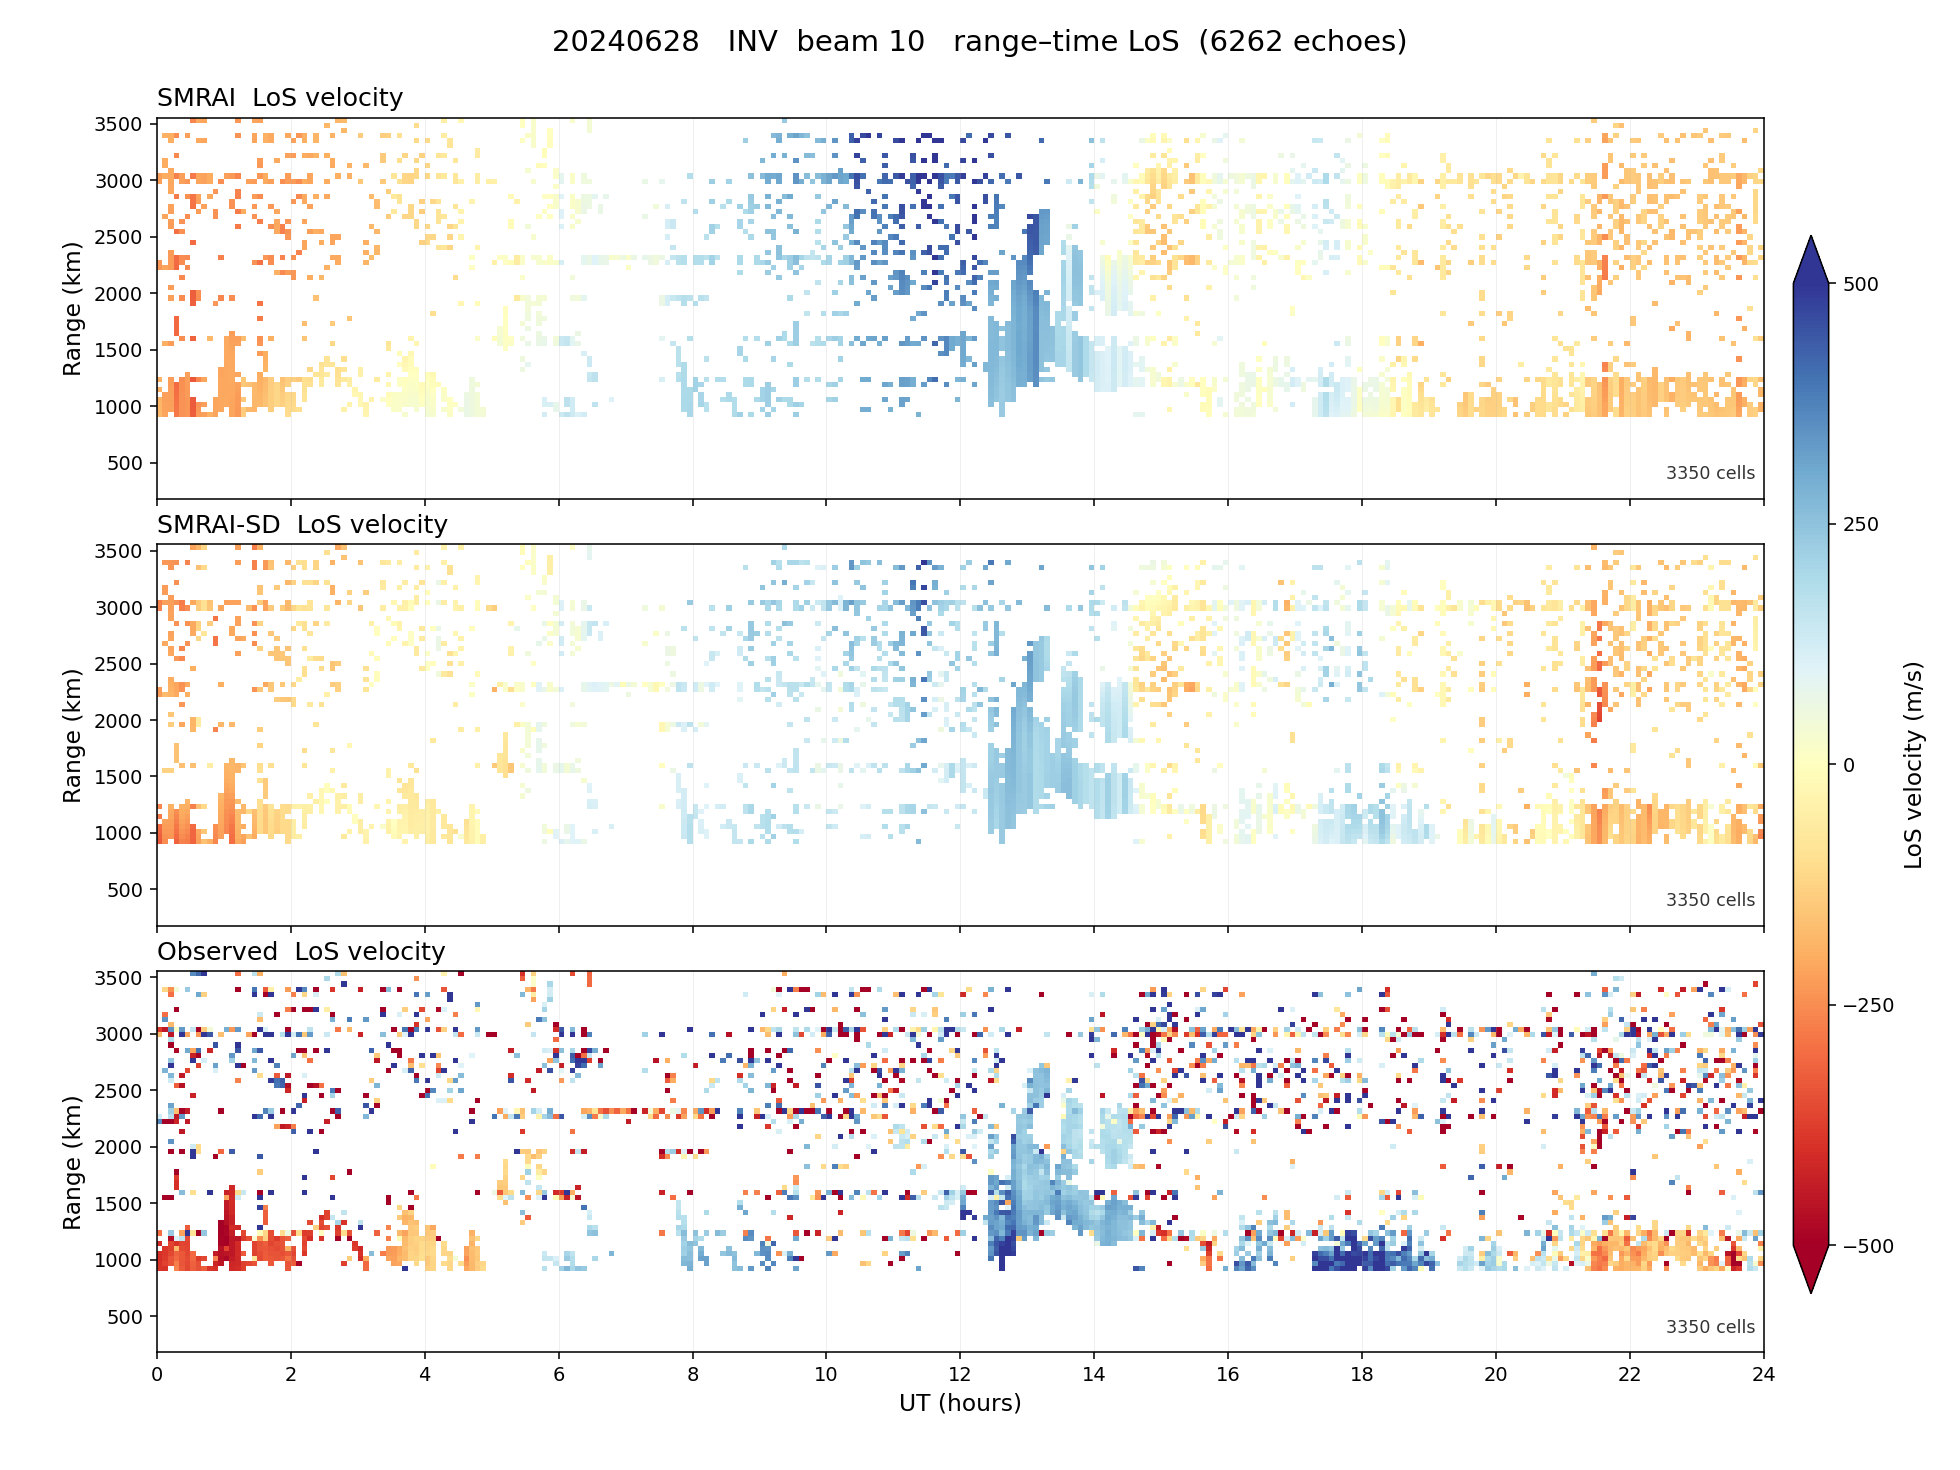 20240628   INV  beam 10   range–time LoS  (6262 echoes)
SMRAI  LoS velocity
3500
3000
2500
2000
1500
1000
500
Range (km)
3350 cells
SMRAI-SD  LoS velocity
3500
3000
2500
2000
1500
1000
500
Range (km)
3350 cells
Observed  LoS velocity
3500
3000
2500
2000
1500
1000
500
Range (km)
3350 cells
0 2 4 6 8 10 12 14 16 18 20 22 24
UT (hours)
500
250
0
−250
−500
LoS velocity (m/s)